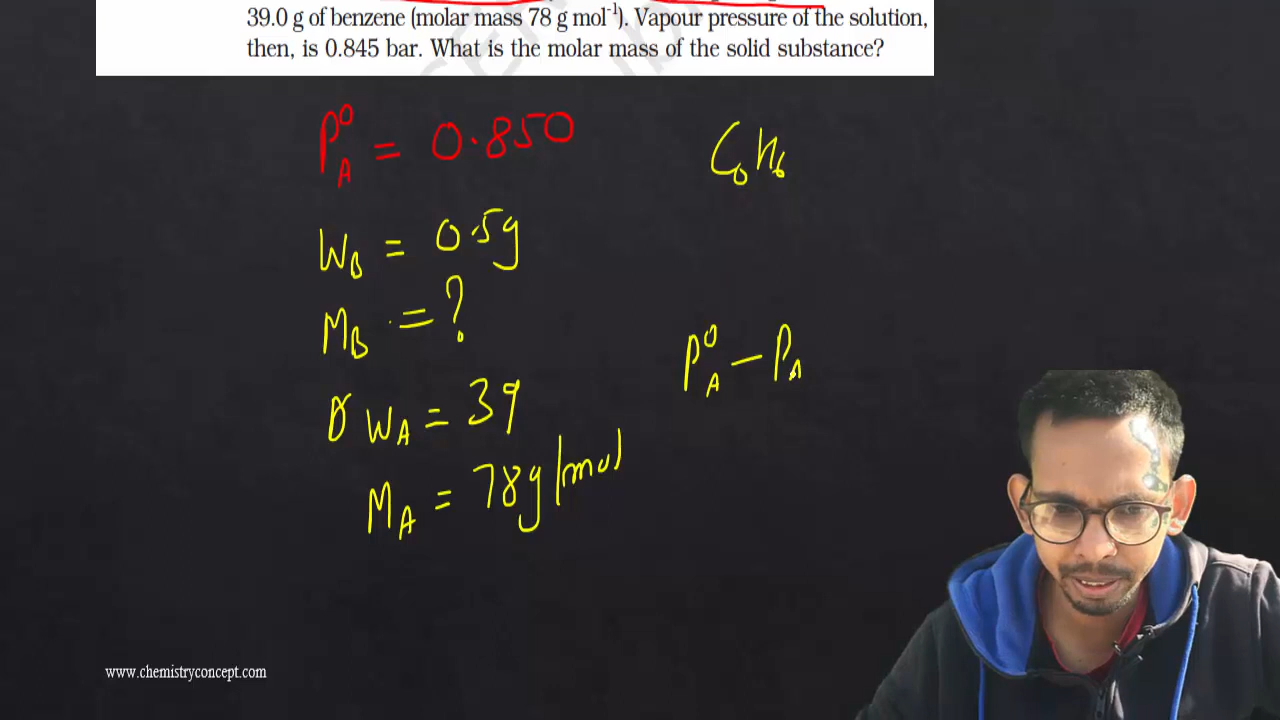 39.0 g of benzene (molar mass 78 g mol⁻¹). Vapour pressure of the solution,
then, is 0.845 bar. What is the molar mass of the solid substance?
P⁰A = 0.850
C6H6
WB = 0.5g
MB = ?
P⁰A - PA
WA = 39
MA = 78g/mol
www.chemistryconcept.com